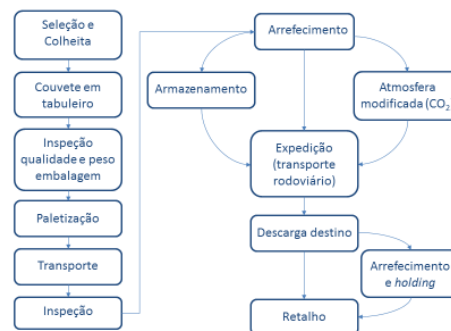 Seleção e
Colheita
Couvete em
tabuleiro
Inspeção
qualidade e peso
embalagem
Paletização
Transporte
Inspeção
Arrefecimento
Armazenamento
Atmosfera
modificada (CO2
Expedição
(transporte
rodoviário)
Descarga destino
Arrefecimento
e holding
Retalho